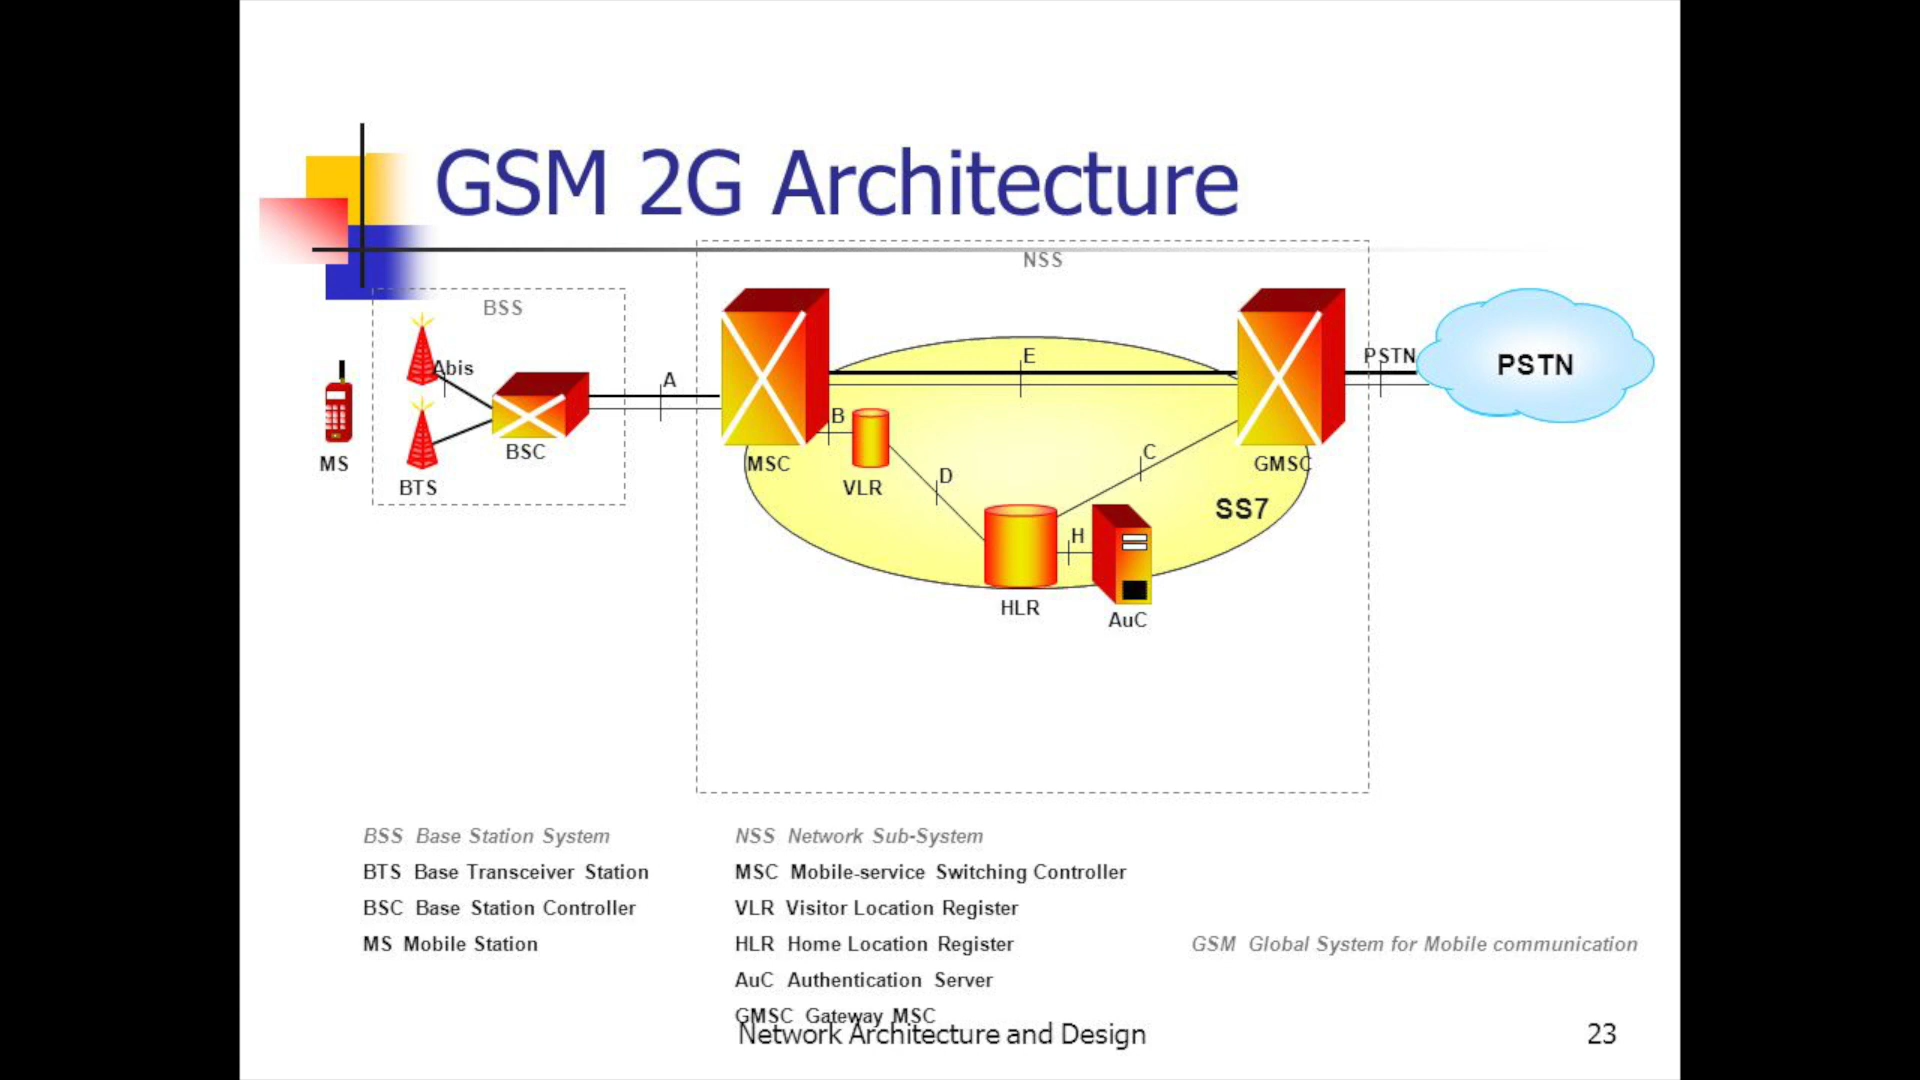 GSM 2G Architecture
NSS
BSS
Abis
A
E
PSTN
PSTN
B
MS
BSC
BTS
MSC
VLR
D
C
GMSC
SS7
H
HLR
AuC
BSS Base Station System
BTS Base Transceiver Station
BSC Base Station Controller
MS Mobile Station
NSS Network Sub-System
MSC Mobile-service Switching Controller
VLR Visitor Location Register
HLR Home Location Register
AuC Authentication Server
GMSC Gateway MSC
GSM Global System for Mobile communication
Network Architecture and Design
23